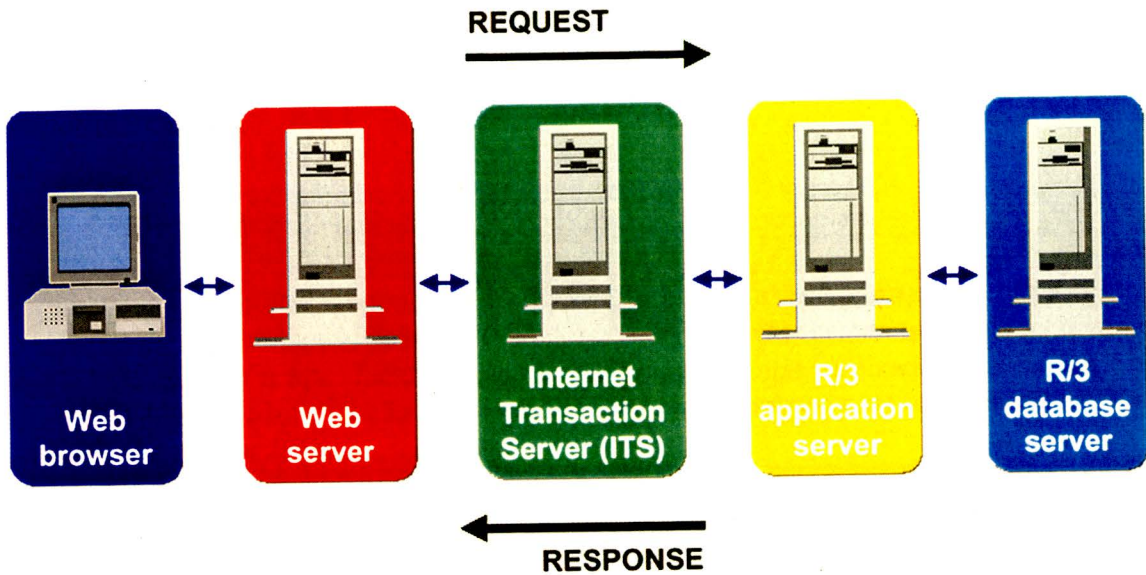 REQUEST
Web
browser
Web
server
Internet
Transaction
Server (ITS)
R/3
application
server
R/3
database
server
RESPONSE